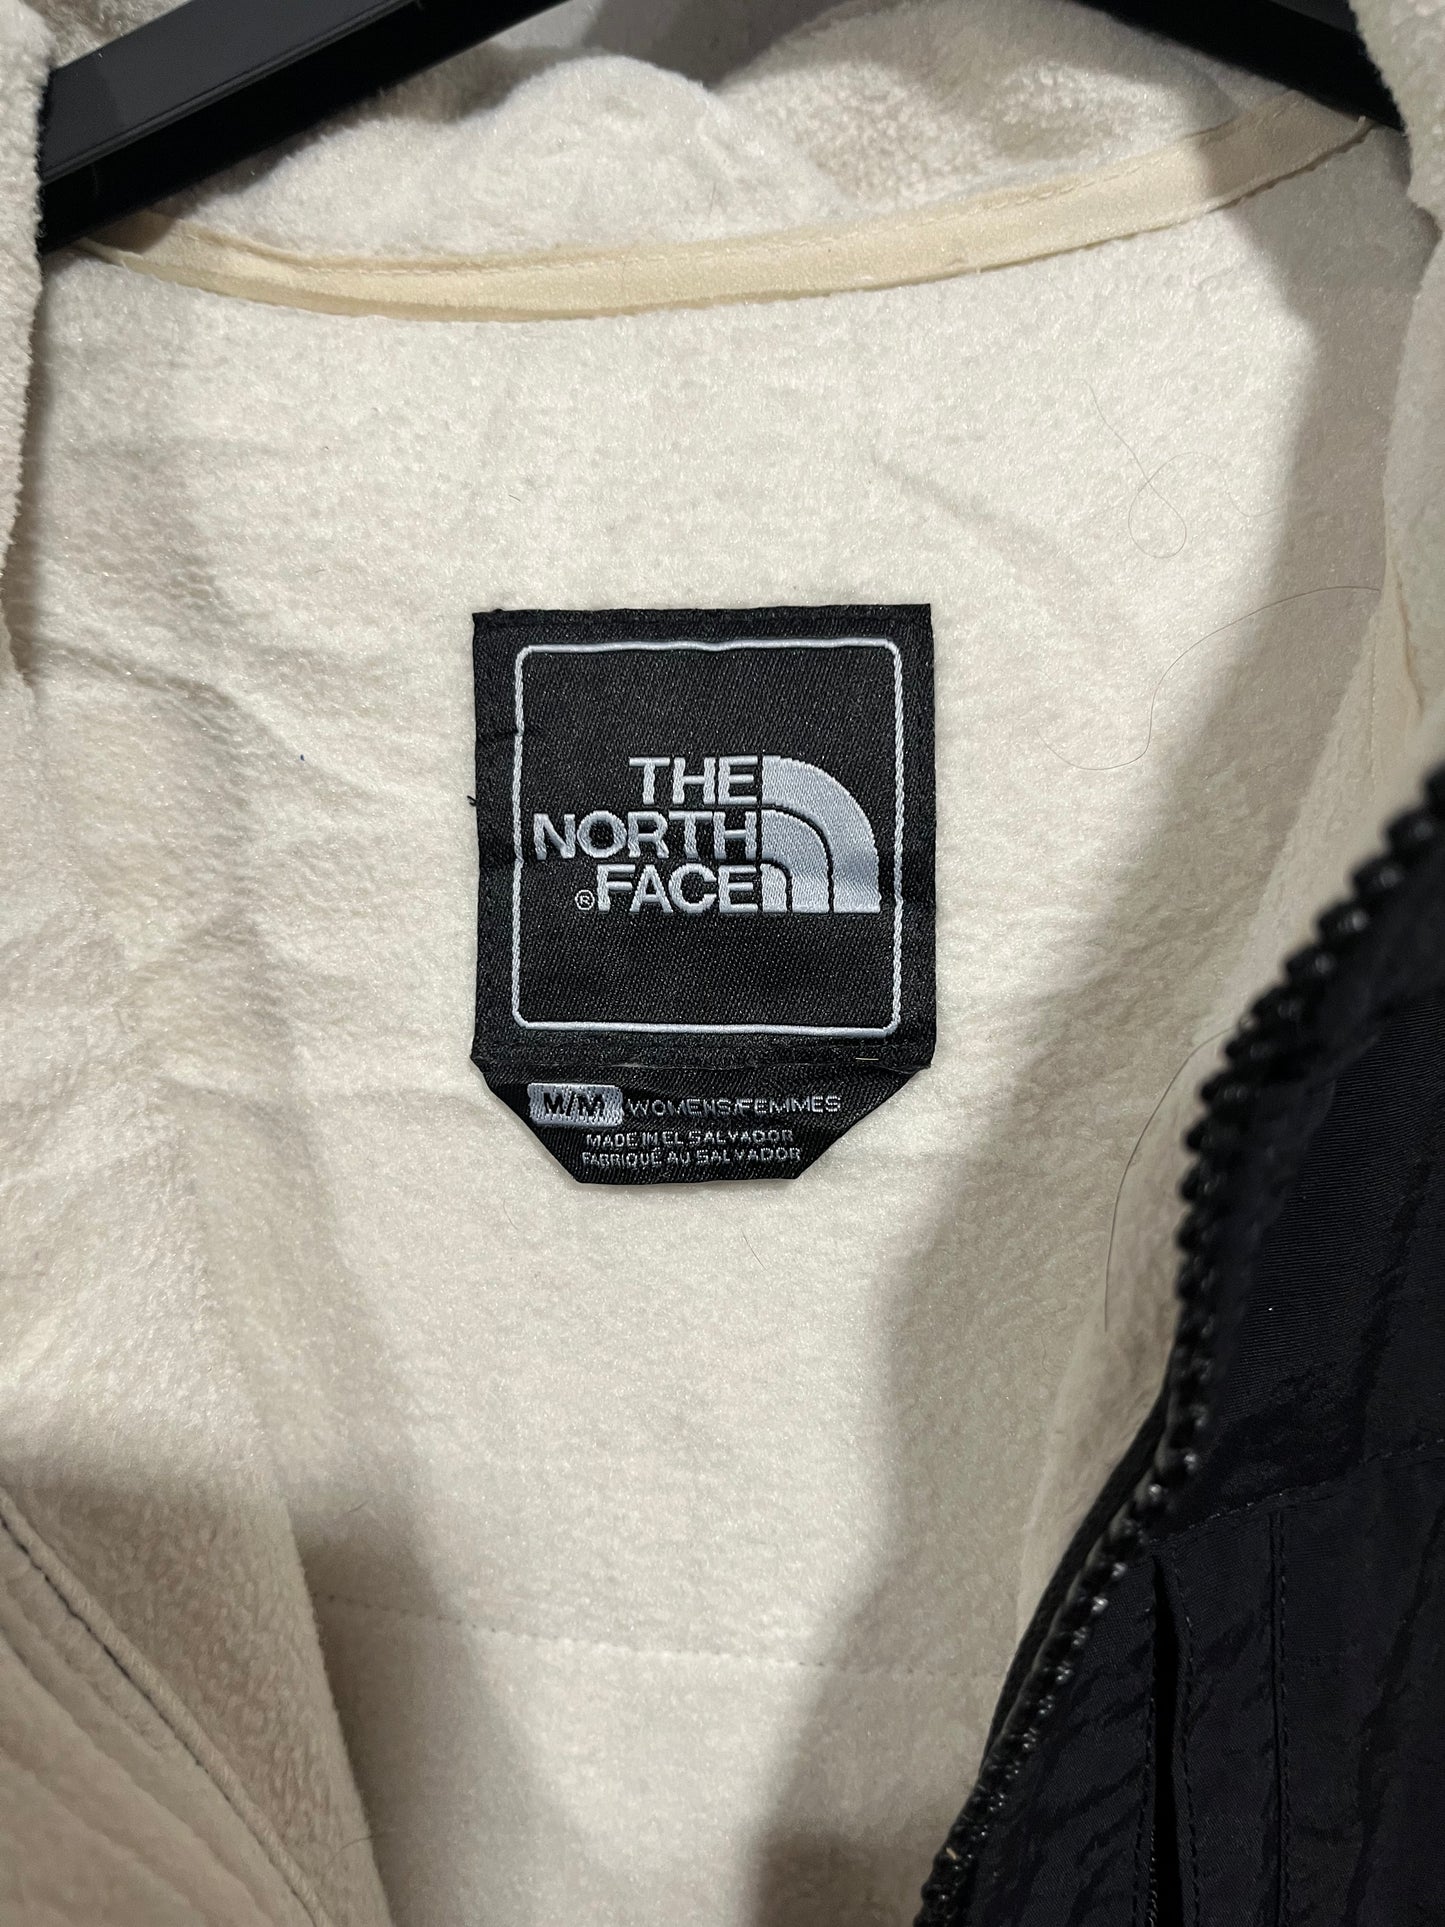 THE
NORTH
® FACE
M/M WOMENS/FEMMES
MADE IN EL SALVADOR
FABRIQUÉ AU SALVADOR